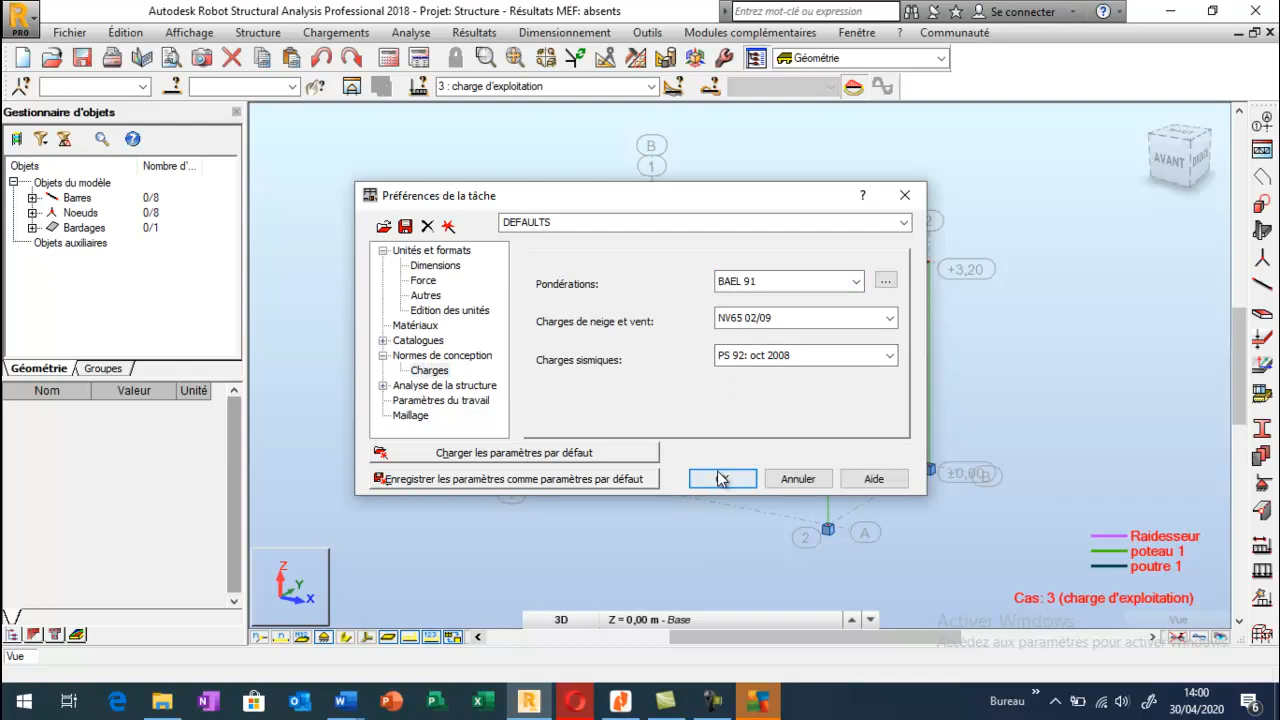 Autodesk Robot Structural Analysis Professional 2018 - Projet: Structure - Résultats MEF: absents
Entrez mot-clé ou expression
Se connecter
PRO
Fichier Édition Affichage Structure Chargements Analyse Résultats Dimensionnement Outils Modules complémentaires Fenêtre ? Communauté
Géométrie
3 : charge d'exploitation
Gestionnaire d'objets
Objets Nombre d'...
Objets du modèle
Barres 0/8
Noeuds 0/8
Bardages 0/1
Objets auxiliaires
Géométrie Groupes
Nom Valeur Unité
B
1
AVANT
+3,20
±0,00
B
2
A
Préférences de la tâche
?
DEFAULTS
Unités et formats
Dimensions
Force
Autres
Edition des unités
Matériaux
Catalogues
Normes de conception
Charges
Analyse de la structure
Paramètres du travail
Maillage
Pondérations: BAEL 91 ...
Charges de neige et vent: NV65 02/09
Charges sismiques: PS 92: oct 2008
Charger les paramètres par défaut
Enregistrer les paramètres comme paramètres par défaut
Annuler
Aide
Raidesseur
poteau 1
poutre 1
Cas: 3 (charge d'exploitation)
Z
Y
X
3D Z = 0,00 m - Base
Activer Windows
Accédez aux paramètres pour activer Windows.
Vue
Vue
Bureau
14:00
30/04/2020
6